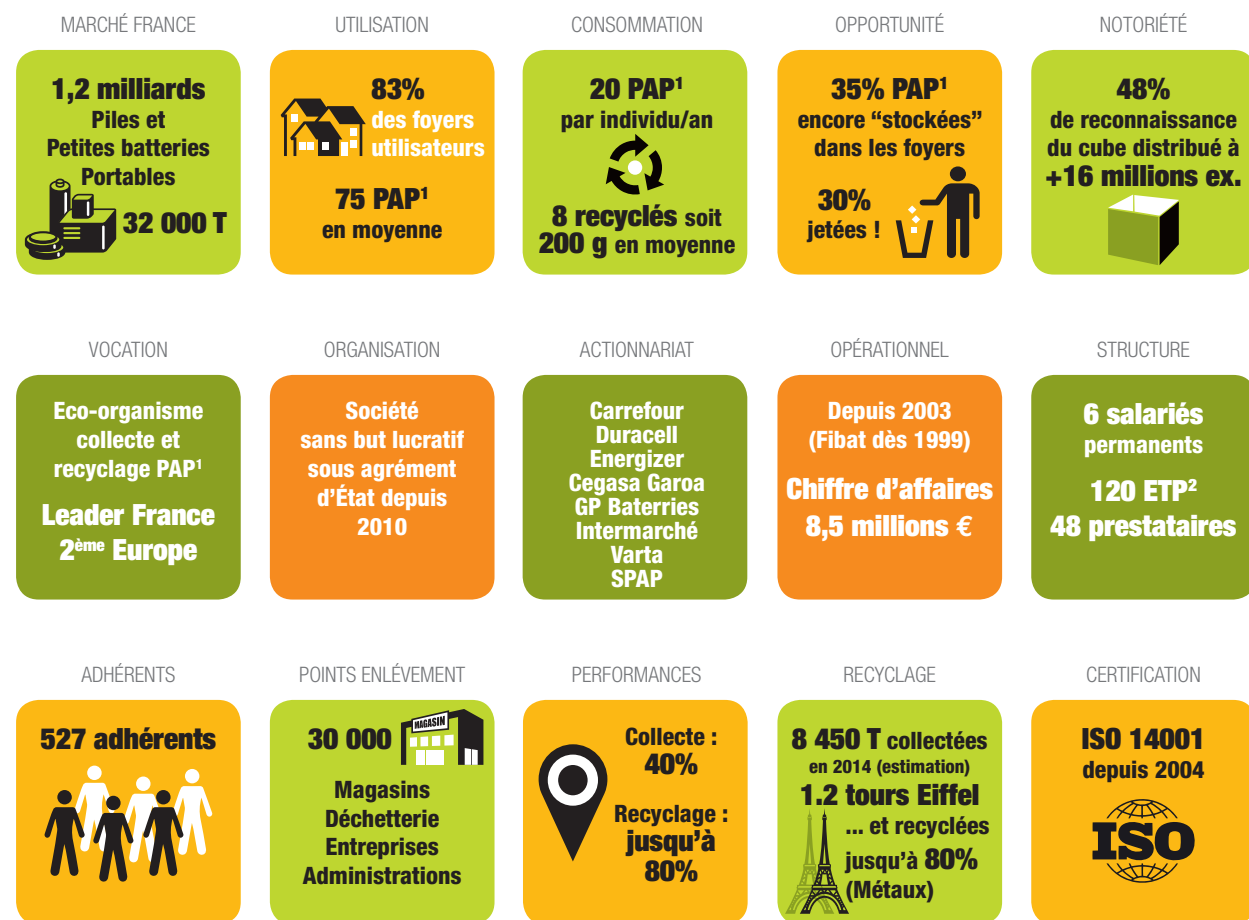 MARCHÉ FRANCE
1,2 milliards
Piles et
Petites batteries
Portables
32 000 T
UTILISATION
83%
des foyers
utilisateurs
75 PAP¹
en moyenne
CONSOMMATION
20 PAP¹
par individu/an
8 recyclés soit
200 g en moyenne
OPPORTUNITÉ
35% PAP¹
encore “stockées”
dans les foyers
30%
jetées !
NOTORIÉTÉ
48%
de reconnaissance
du cube distribué à
+16 millions ex.
VOCATION
Eco-organisme
collecte et
recyclage PAP¹
Leader France
2ème Europe
ORGANISATION
Société
sans but lucratif
sous agrément
d’État depuis
2010
ACTIONNARIAT
Carrefour
Duracell
Energizer
Cegasa Garoa
GP Baterries
Intermarché
Varta
SPAP
OPÉRATIONNEL
Depuis 2003
(Fibat dès 1999)
Chiffre d’affaires
8,5 millions €
STRUCTURE
6 salariés
permanents
120 ETP²
48 prestataires
ADHÉRENTS
527 adhérents
POINTS ENLÉVEMENT
30 000
MAGASIN
Magasins
Déchetterie
Entreprises
Administrations
PERFORMANCES
Collecte :
40%
Recyclage :
jusqu’à
80%
RECYCLAGE
8 450 T collectées
en 2014 (estimation)
1.2 tours Eiffel
... et recyclées
jusqu’à 80%
(Métaux)
CERTIFICATION
ISO 14001
depuis 2004
ISO